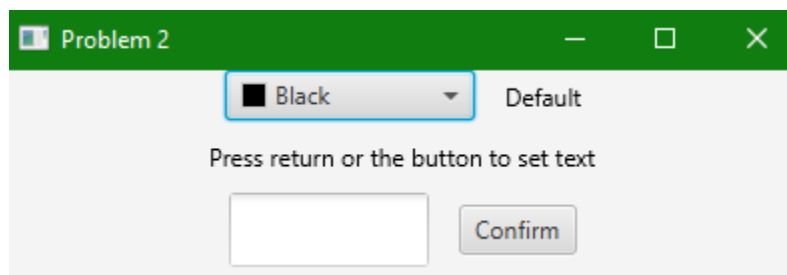 Problem 2
Black Default
Press return or the button to set text
Confirm